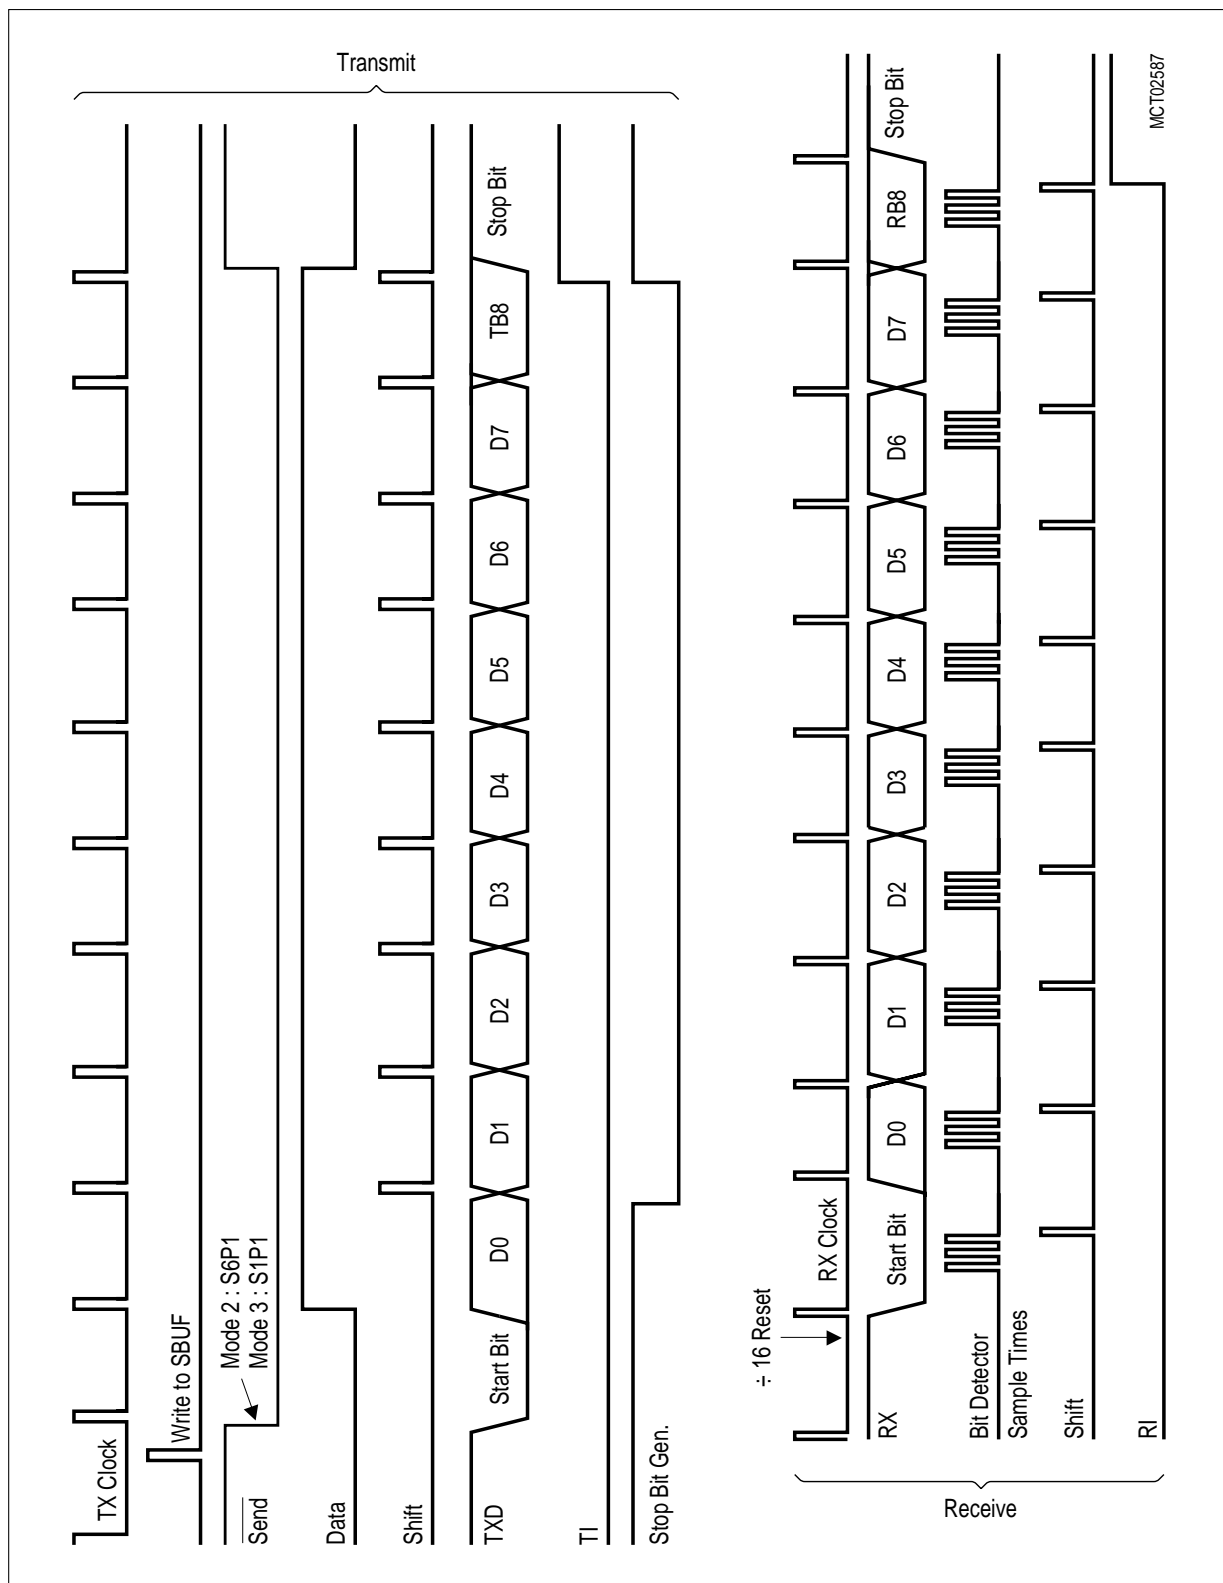 Transmit
TX Clock
Write to SBUF
Send
Mode 2 : S6P1
Mode 3 : S1P1
Data
Shift
TXD
Start Bit D0 D1 D2 D3 D4 D5 D6 D7 TB8 Stop Bit
TI
Stop Bit Gen.
Receive
÷ 16 Reset
RX Clock
RX
Start Bit D0 D1 D2 D3 D4 D5 D6 D7 RB8 Stop Bit
Bit Detector
Sample Times
Shift
RI
MCT02587